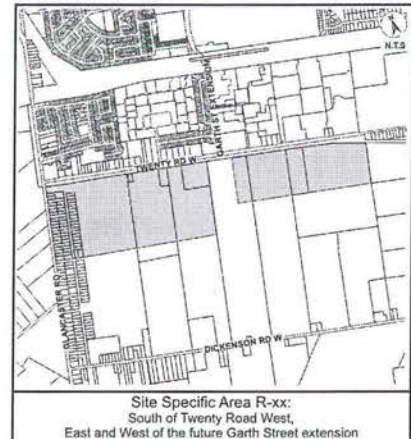 N.T.S
GARTH ST EXTENSION
TWENTY RD W
GLANCASTER RD
DICKENSON RD W
Site Specific Area R-xx:
South of Twenty Road West,
East and West of the future Garth Street extension